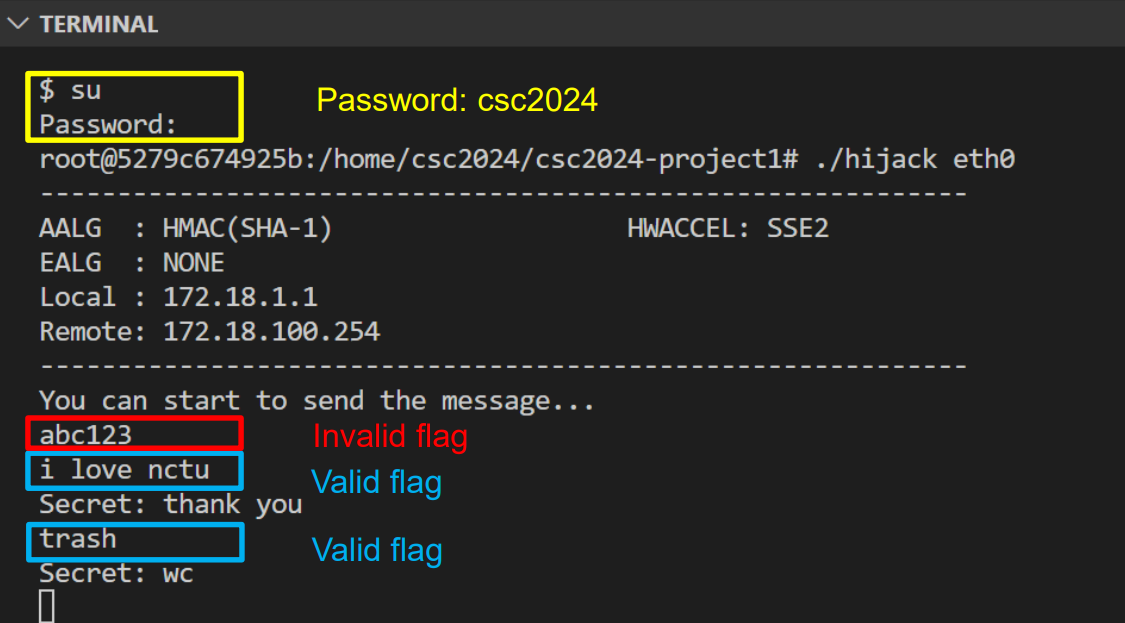 TERMINAL
$ su
Password:
Password: csc2024
root@5279c674925b:/home/csc2024/csc2024-project1# ./hijack eth0
------------------------------------------------------------
AALG  : HMAC(SHA-1)                   HWACCEL: SSE2
EALG  : NONE
Local : 172.18.1.1
Remote: 172.18.100.254
------------------------------------------------------------
You can start to send the message...
abc123 Invalid flag
i love nctu Valid flag
Secret: thank you
trash Valid flag
Secret: wc